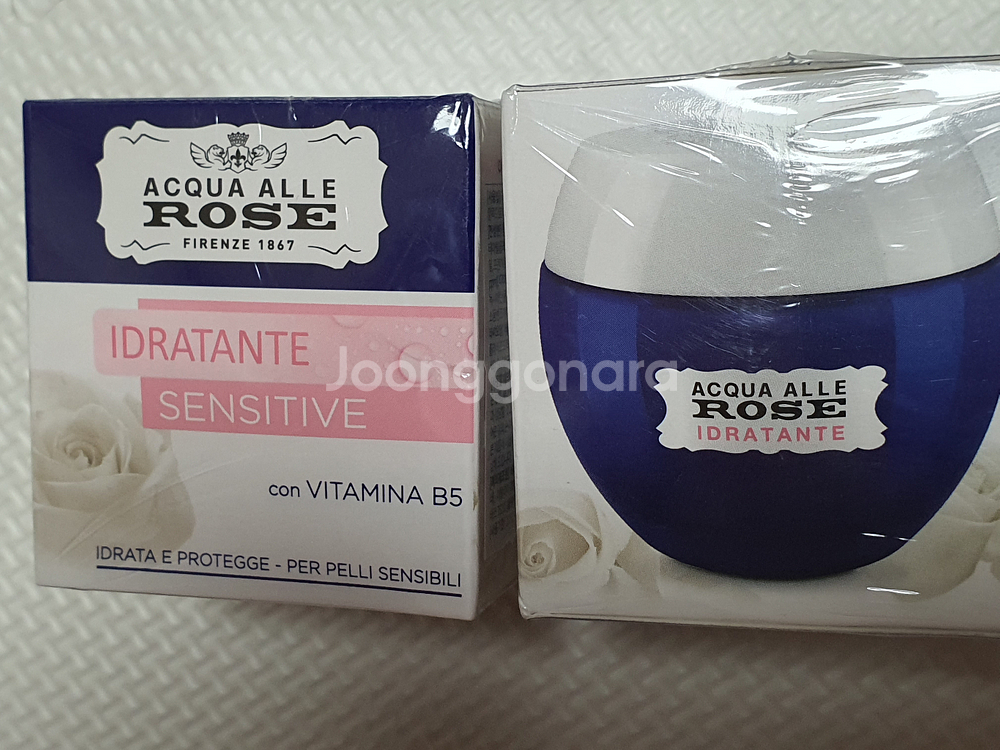 ACQUA ALLE
ROSE
FIRENZE 1867
IDRATANTE
SENSITIVE
con VITAMINA B5
IDRATA E PROTEGGE - PER PELLI SENSIBILI
Joonggonara
ACQUA ALLE
ROSE
IDRATANTE